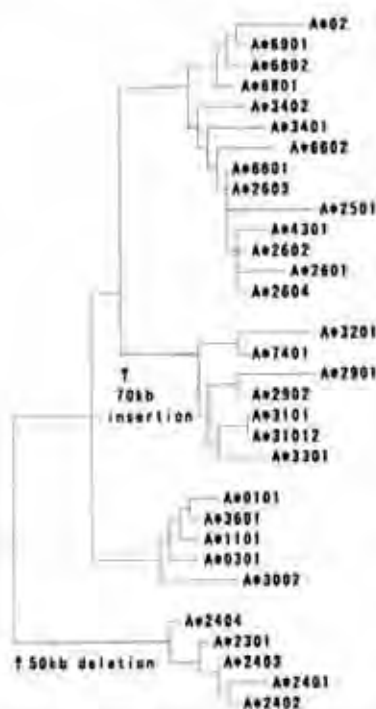 A*02
A*6901
A*6802
A*6801
A*3402
A*3401
A*6602
A*6601
A*2603
A*2501
A*4301
A*2602
A*2601
A*2604
A*3201
A*7401
A*2901
↑
70kb
A*2902
insertion
A*3101
A*31012
A*3301
A*0101
A*3601
A*1101
A*0301
A*3002
A*2404
A*2301
↑50kb deletion
A*2403
A*2401
A*2402